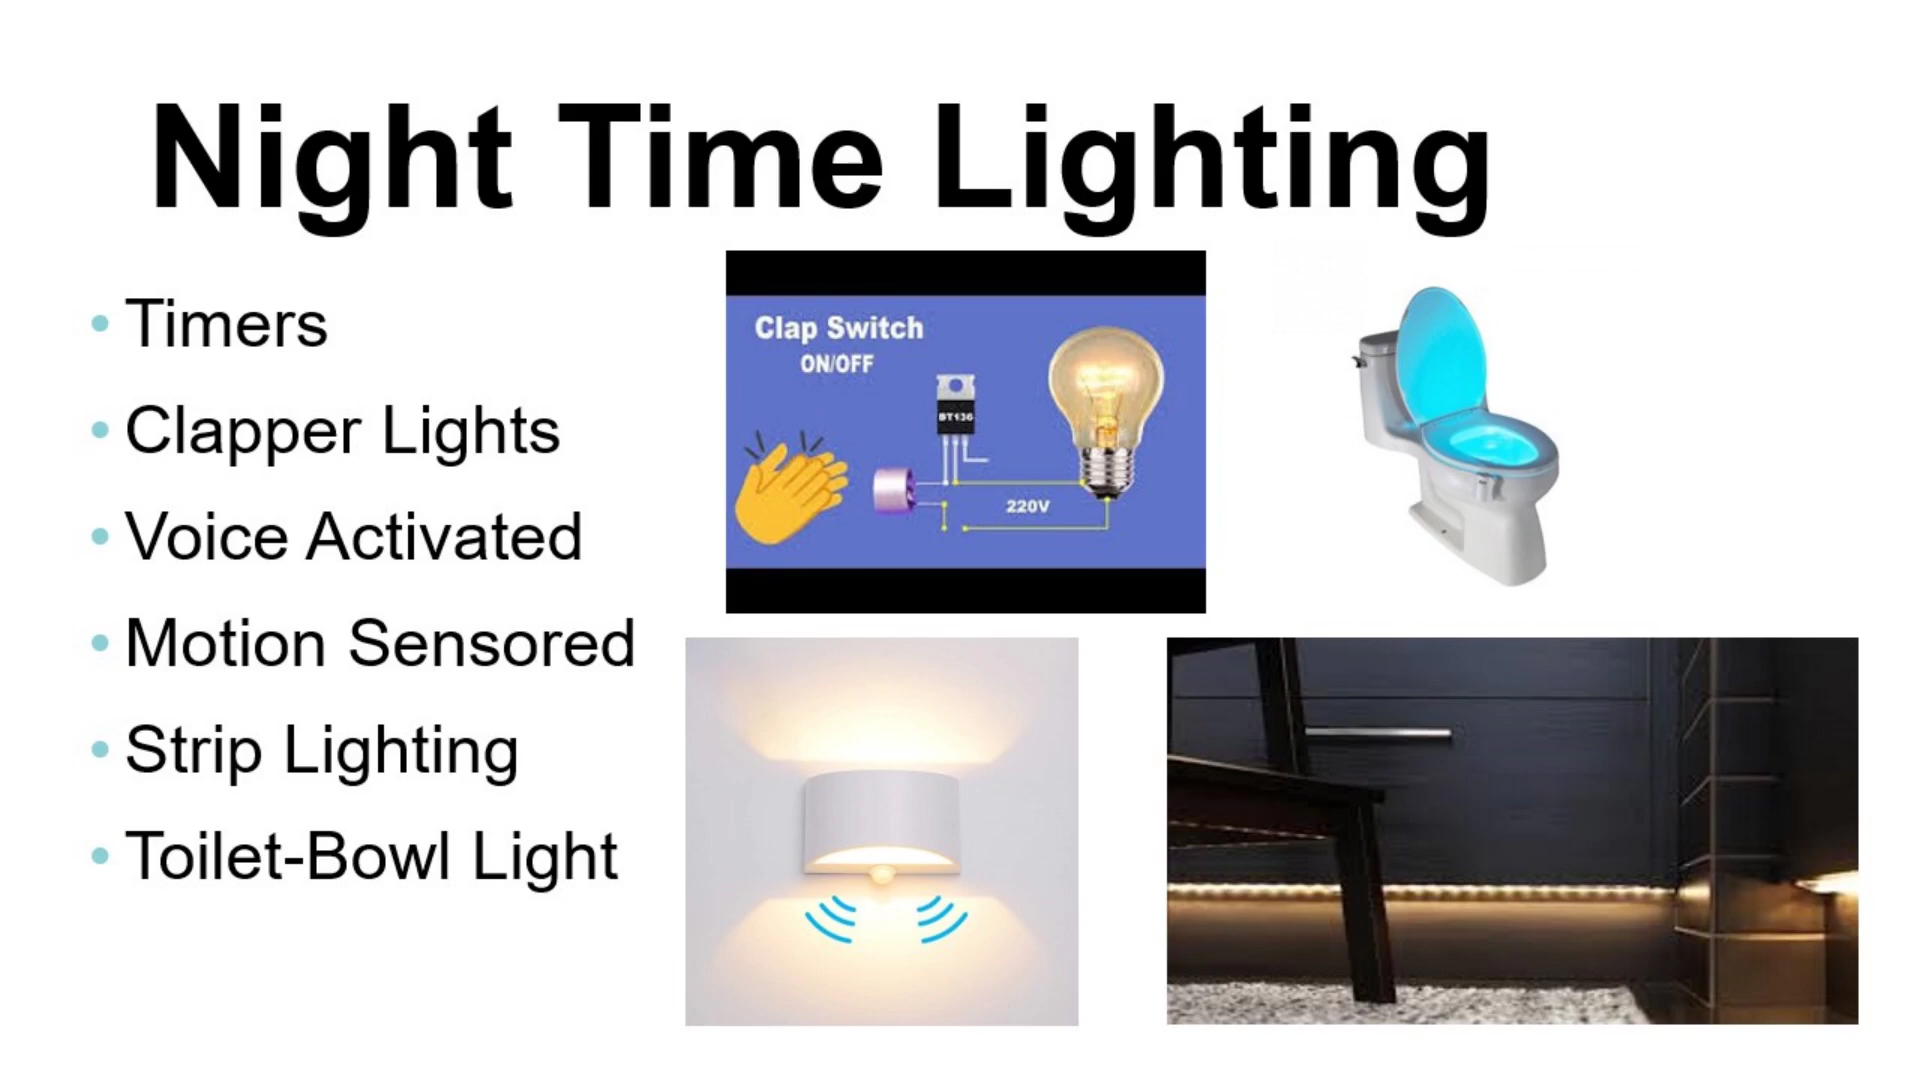 Night Time Lighting
• Timers
• Clapper Lights
• Voice Activated
• Motion Sensored
• Strip Lighting
• Toilet-Bowl Light
Clap Switch
ON/OFF
BT136
220V